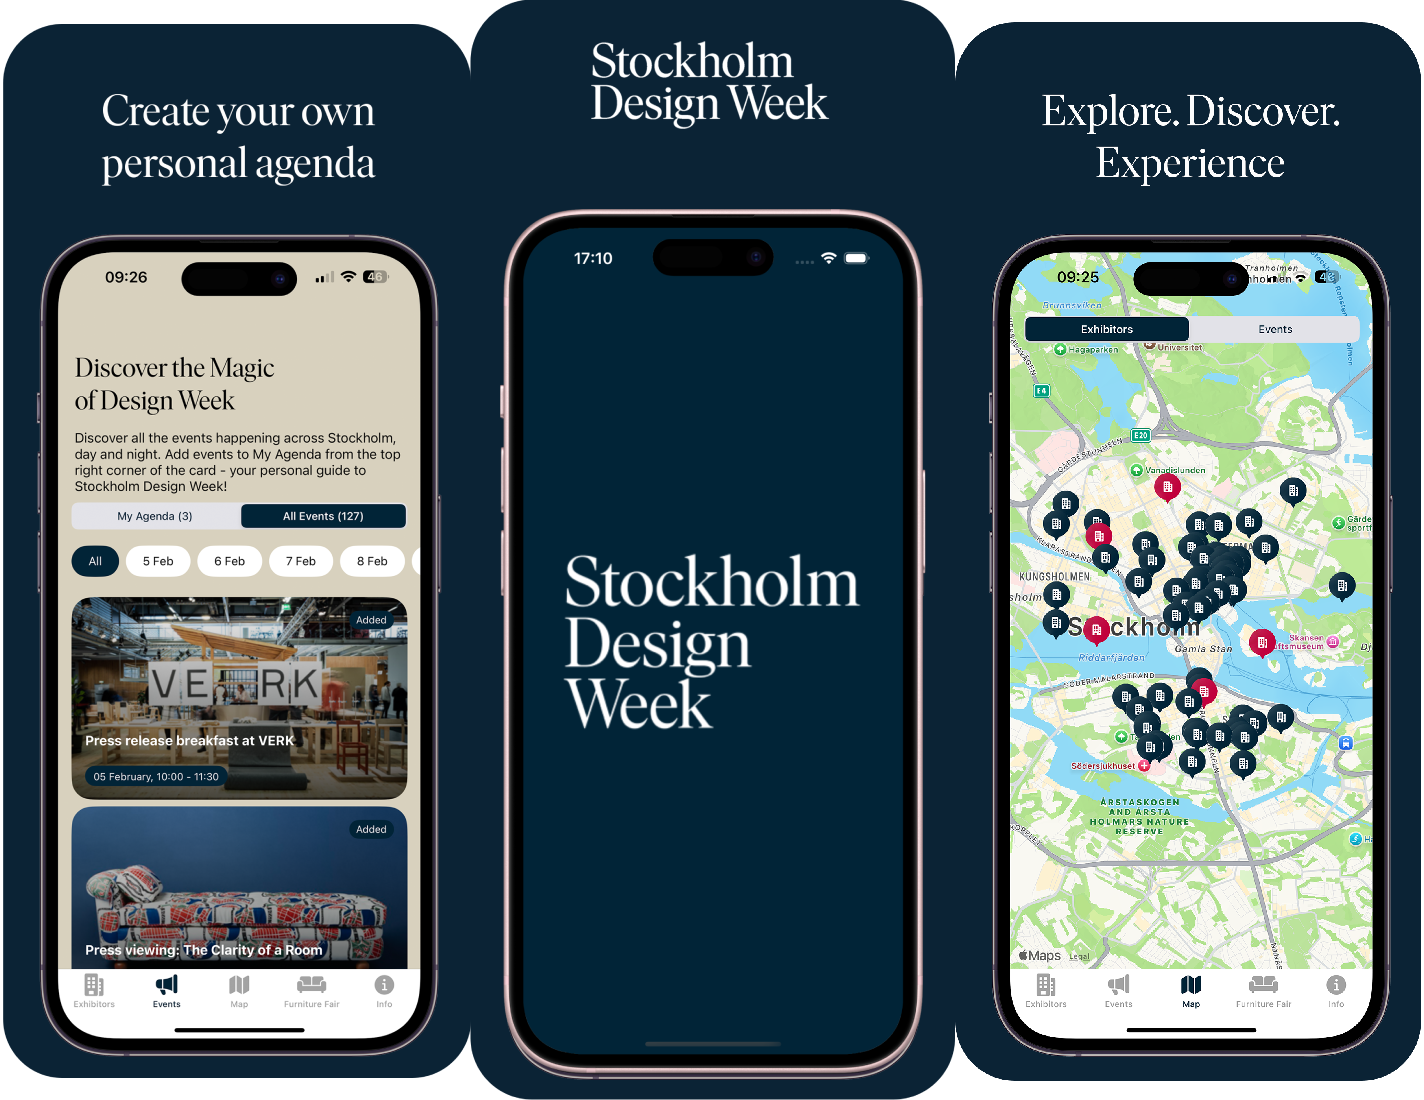 Create your own
personal agenda
09:26
46
Discover the Magic
of Design Week
Discover all the events happening across Stockholm,
day and night. Add events to My Agenda from the top
right corner of the card - your personal guide to
Stockholm Design Week!
My Agenda (3)
All Events (127)
All
5 Feb
6 Feb
7 Feb
8 Feb
Added
VERK
Press release breakfast at VERK
05 February, 10:00 - 11:30
Added
Press viewing: The Clarity of a Room
Exhibitors
Events
Map
Furniture Fair
Info
Stockholm
Design Week
17:10
Stockholm
Design
Week
Explore. Discover.
Experience
09:25
Tranholmen
Brunnsviken
Exhibitors
Events
Hagaparken
Universitet
E4
E20
Vanadislunden
KUNGSHOLMEN
Stockholm
Gamla Stan
Skansen
Riddarfjärden
SÖDER MÄLARSTRAND
Södersjukhuset
ÅRSTASKOGEN
AND ÅRSTA
HOLMARS NATURE
RESERVE
Maps
Legal
Exhibitors
Events
Map
Furniture Fair
Info